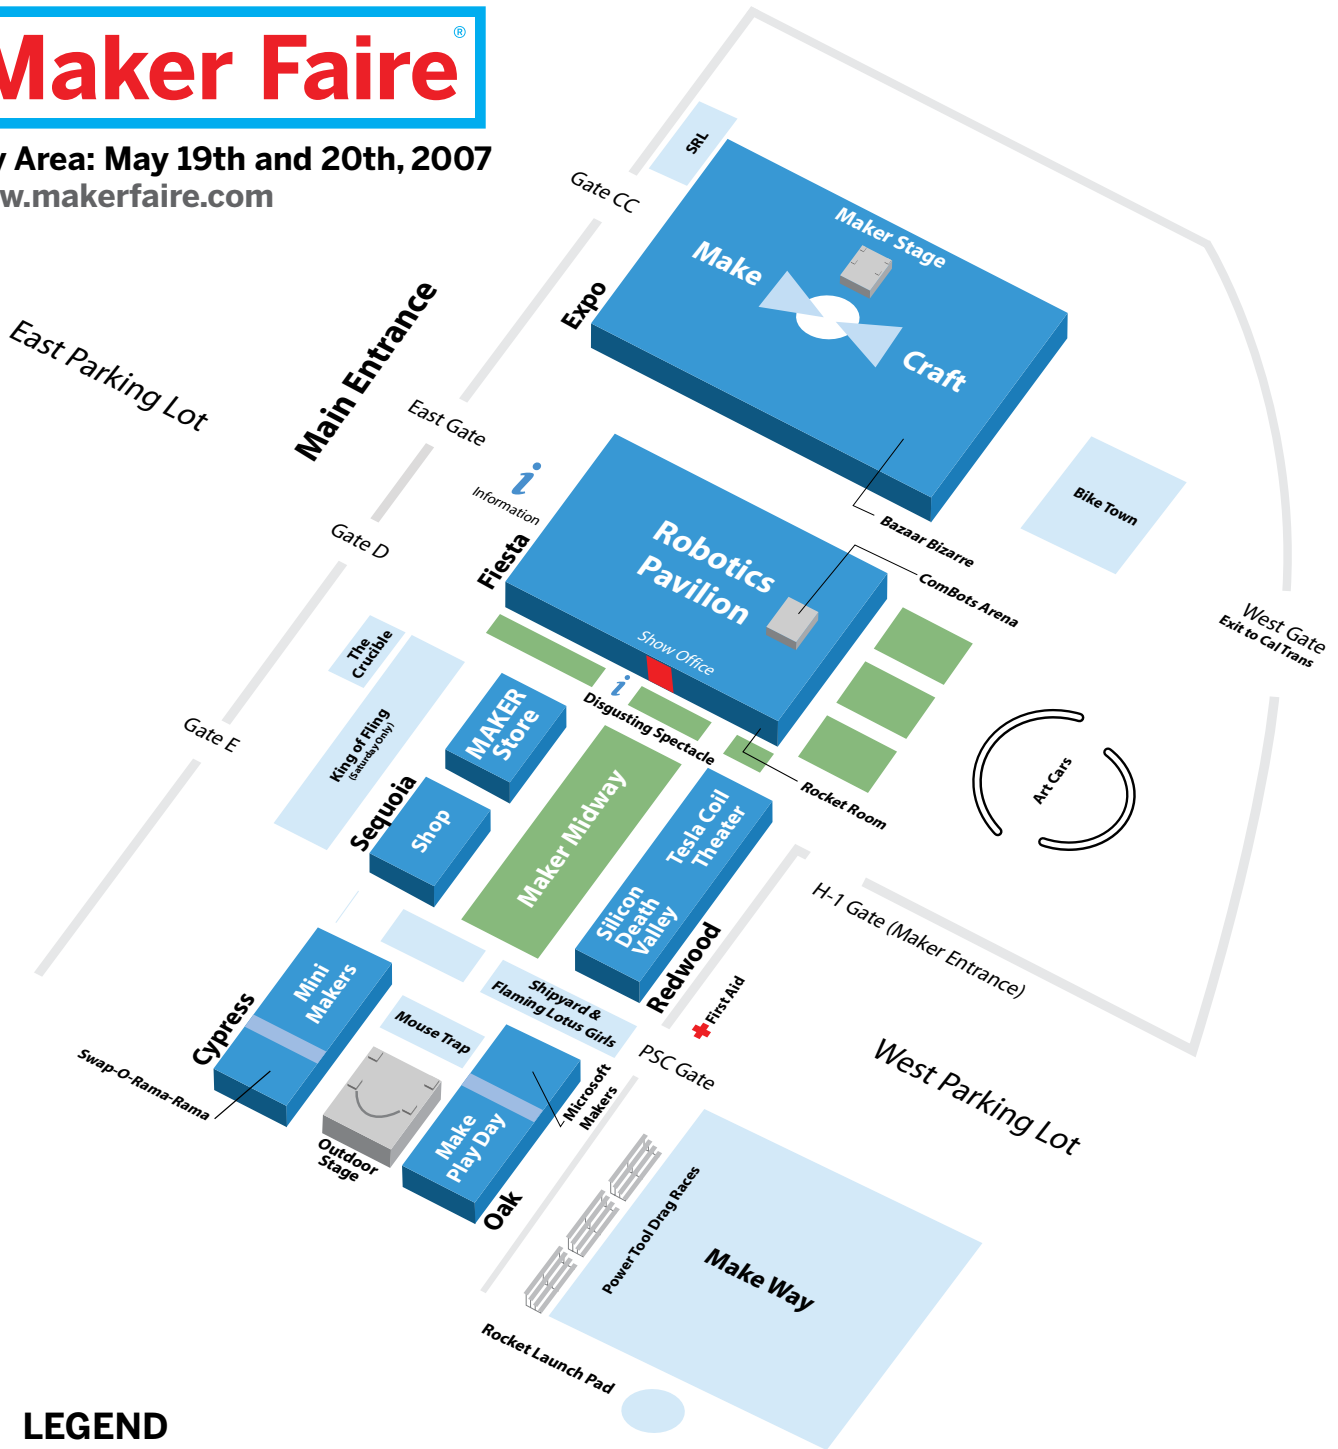 Maker Faire®
y Area: May 19th and 20th, 2007
w.makerfaire.com
SRL
Gate CC
Maker Stage
Make
Craft
Expo
Main Entrance
East Parking Lot
East Gate
i
Information
Gate D
Fiesta
Robotics
Pavilion
Show Office
Bazaar Bizarre
ComBots Arena
Bike Town
West Gate
Exit to Cal Trans
The
Crucible
King of Fling
(Saturday Only)
Gate E
MAKER
Store
i
Disgusting Spectacle
Rocket Room
Art Cars
Sequoia
Shop
Maker Midway
Tesla Coil
Theater
Silicon
Death
Valley
Redwood
H-1 Gate (Maker Entrance)
First Aid
Shipyard &
Flaming Lotus Girls
Mini
Makers
Cypress
Mouse Trap
Swap-O-Rama-Rama
PSC Gate
West Parking Lot
Microsoft
Makers
Make
Play Day
Outdoor
Stage
Oak
Power Tool Drag Races
Make Way
Rocket Launch Pad
LEGEND